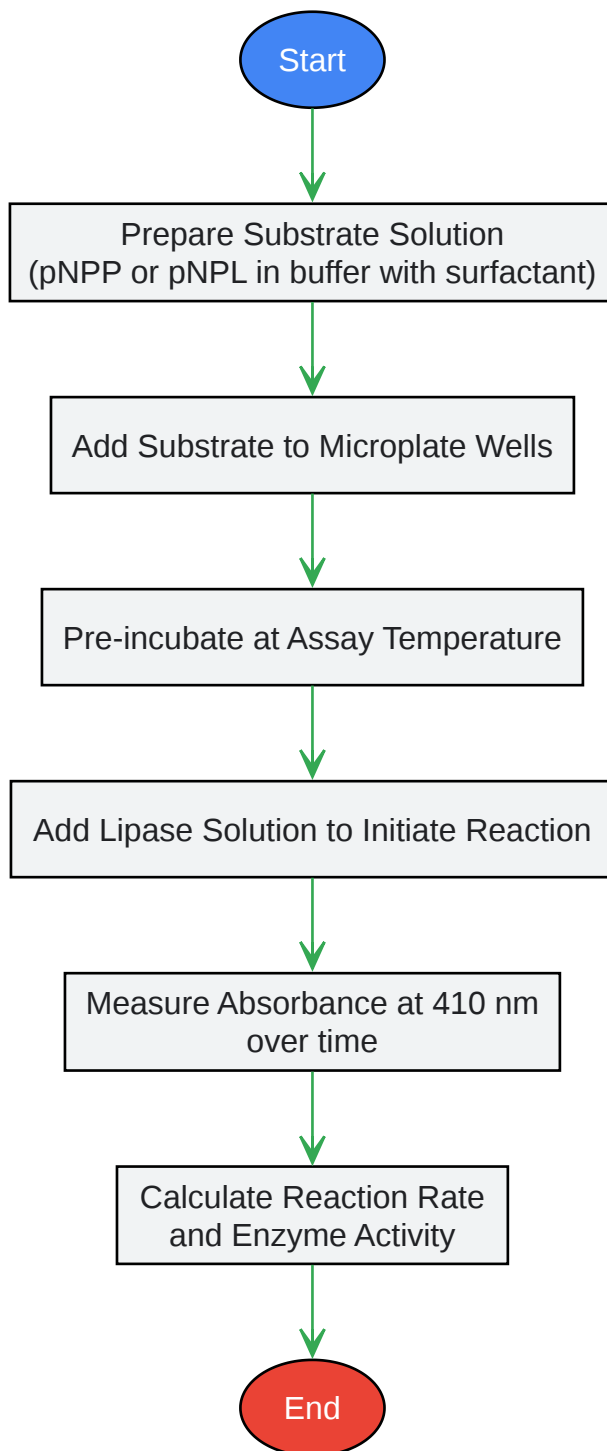 Start
Prepare Substrate Solution
(pNPP or pNPL in buffer with surfactant)
Add Substrate to Microplate Wells
Pre-incubate at Assay Temperature
Add Lipase Solution to Initiate Reaction
Measure Absorbance at 410 nm
over time
Calculate Reaction Rate
and Enzyme Activity
End